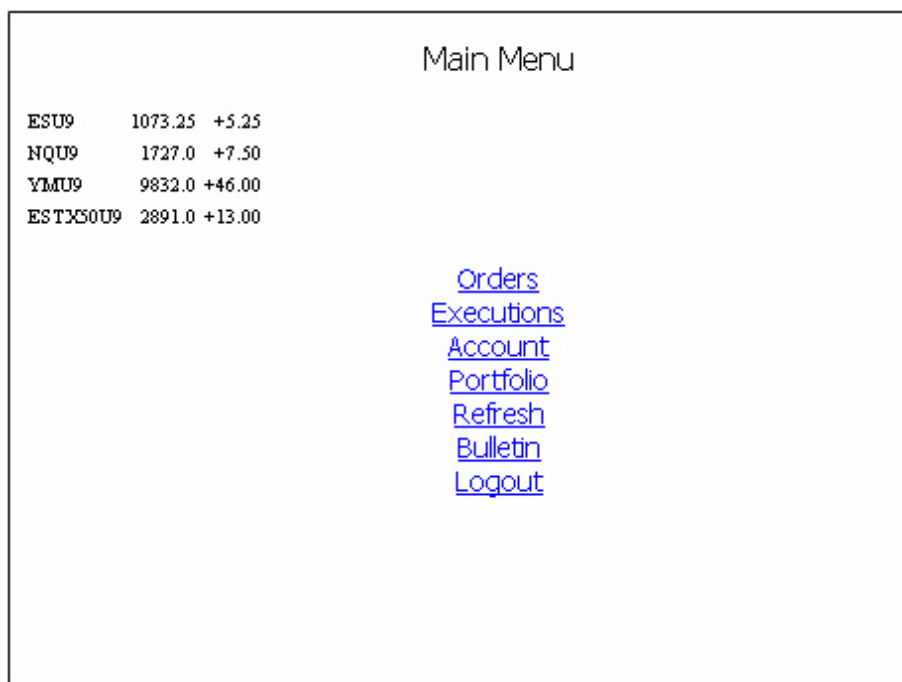 Main Menu
ESU9 1073.25 +5.25
NQU9 1727.0 +7.50
YMU9 9832.0 +46.00
ESTX50U9 2891.0 +13.00
Orders
Executions
Account
Portfolio
Refresh
Bulletin
Logout